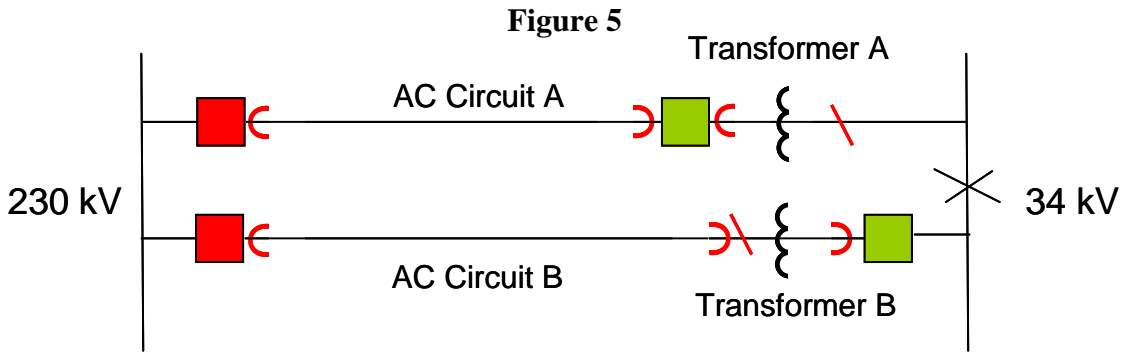 Figure 5
Transformer A
AC Circuit A
230 kV
34 kV
AC Circuit B
Transformer B